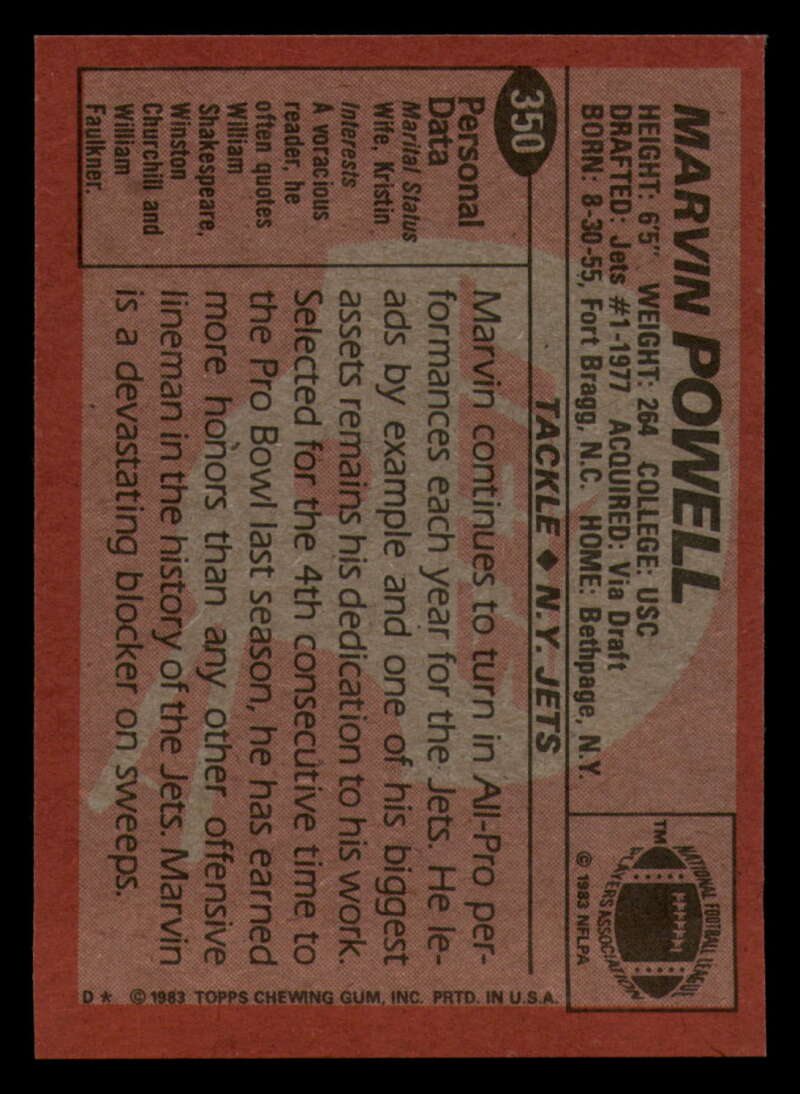 MARVIN POWELL
HEIGHT: 6'5" WEIGHT: 264 COLLEGE: USC
DRAFTED: Jets #1-1977 ACQUIRED: Via Draft
BORN: 8-30-55, Fort Bragg, N.C. HOME: Bethpage, N.Y.
NATIONAL FOOTBALL LEAGUE
PLAYERS ASSOCIATION
TM
© 1983 NFLPA
350
TACKLE ♦ N.Y. JETS
Personal
Data
Marital Status
Wife, Kristin
Interests
A voracious
reader, he
often quotes
William
Shakespeare,
Winston
Churchill and
William
Faulkner.
Marvin continues to turn in All-Pro per-
formances each year for the Jets. He le-
ads by example and one of his biggest
assets remains his dedication to his work.
Selected for the 4th consecutive time to
the Pro Bowl last season, he has earned
more honors than any other offensive
lineman in the history of the Jets. Marvin
is a devastating blocker on sweeps.
D* © 1983 TOPPS CHEWING GUM, INC. PRTD. IN U.S.A.